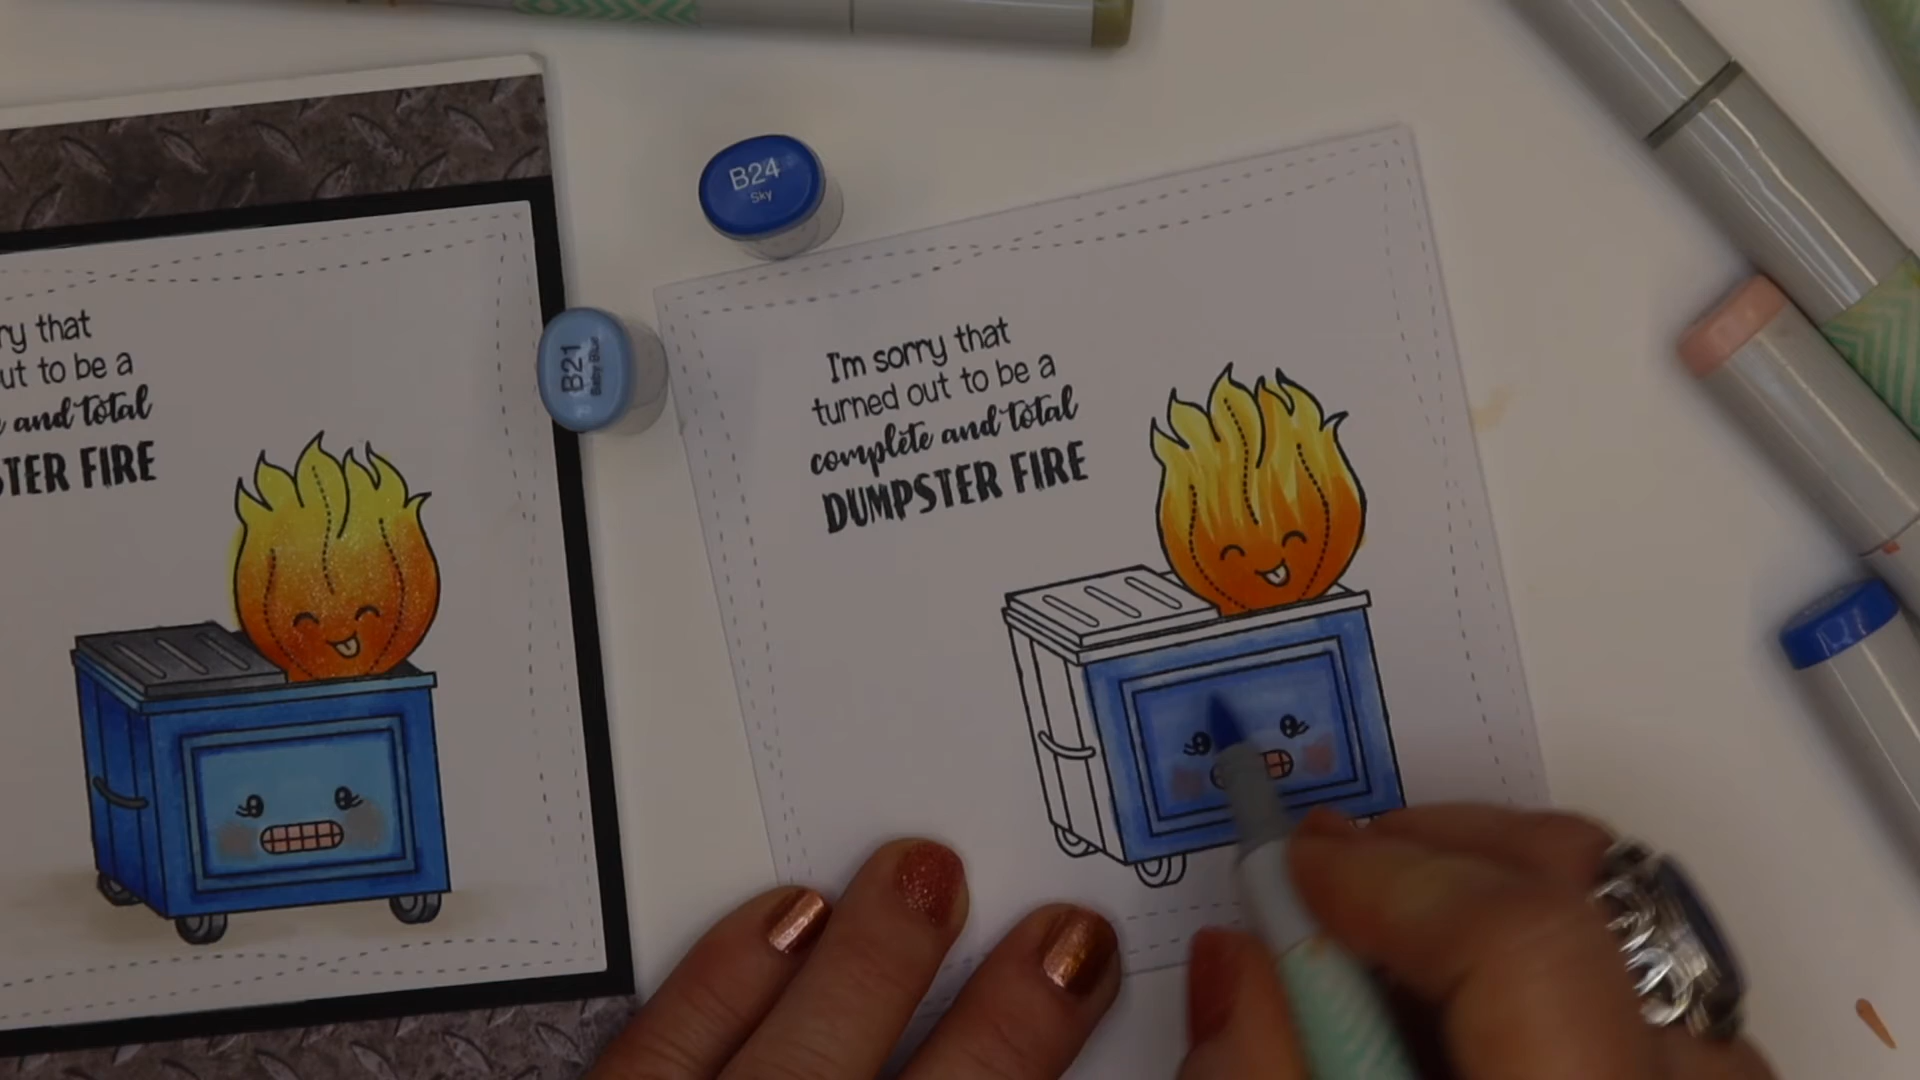 B24
Sky
B21
Baby Blue
ry that
ut to be a
e and total
STER FIRE
I'm sorry that
turned out to be a
complete and total
DUMPSTER FIRE